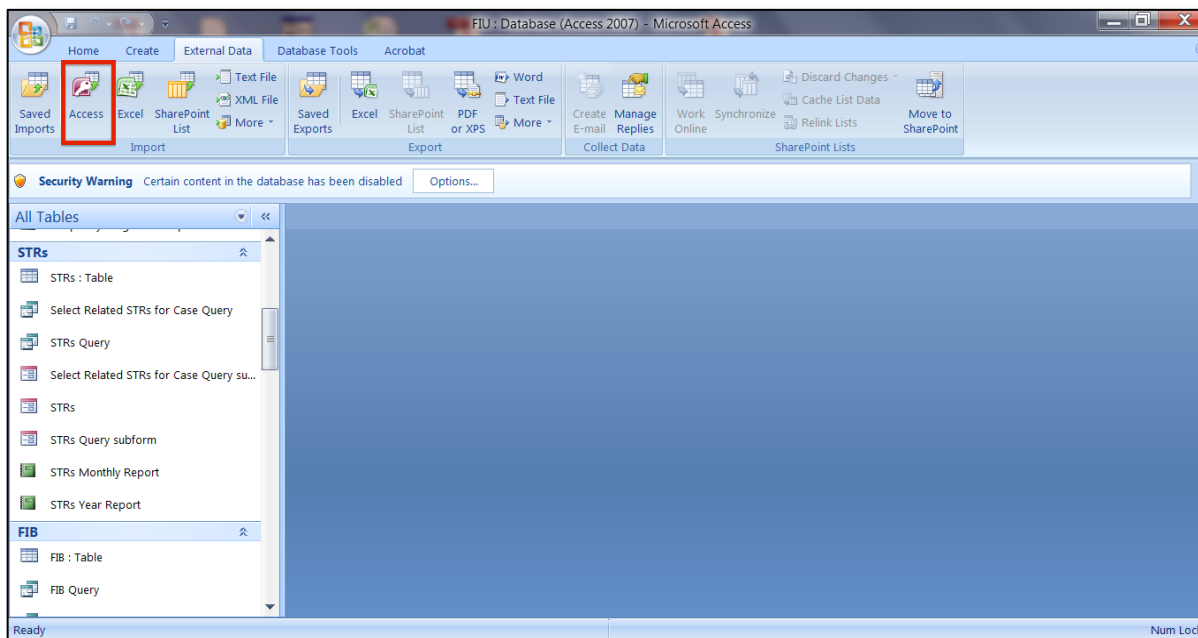 FIU : Database (Access 2007) - Microsoft Access
Home Create External Data Database Tools Acrobat
Saved Imports
Access
Excel
SharePoint List
Text File
XML File
More
Import
Saved Exports
Excel
SharePoint List
PDF or XPS
Word
Text File
More
Export
Create E-mail
Manage Replies
Collect Data
Work Online
Synchronize
Discard Changes
Cache List Data
Relink Lists
Move to SharePoint
SharePoint Lists
Security Warning Certain content in the database has been disabled Options...
All Tables
STRs
STRs : Table
Select Related STRs for Case Query
STRs Query
Select Related STRs for Case Query su...
STRs
STRs Query subform
STRs Monthly Report
STRs Year Report
FIB
FIB : Table
FIB Query
Ready Num Loc